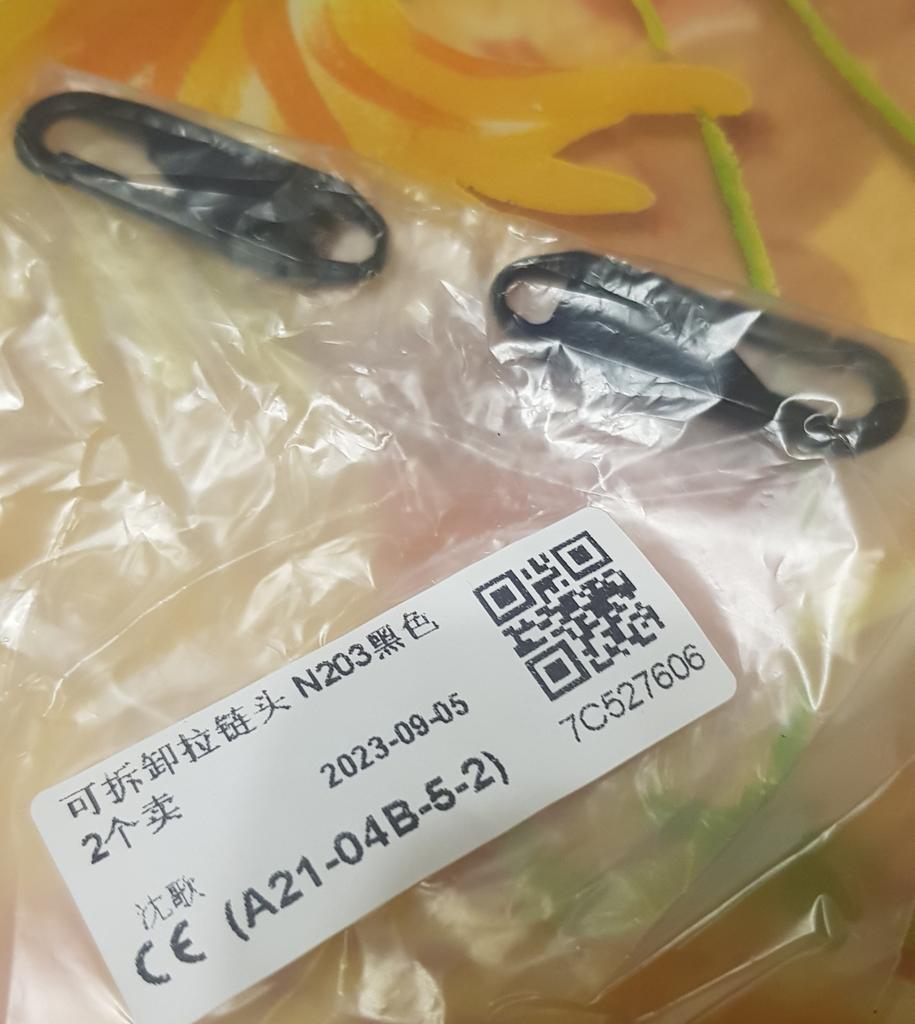 可拆卸拉链头 N203黑色
2个卖
2023-09-05
7C527606
沈歌
CE (A21-04B-5-2)